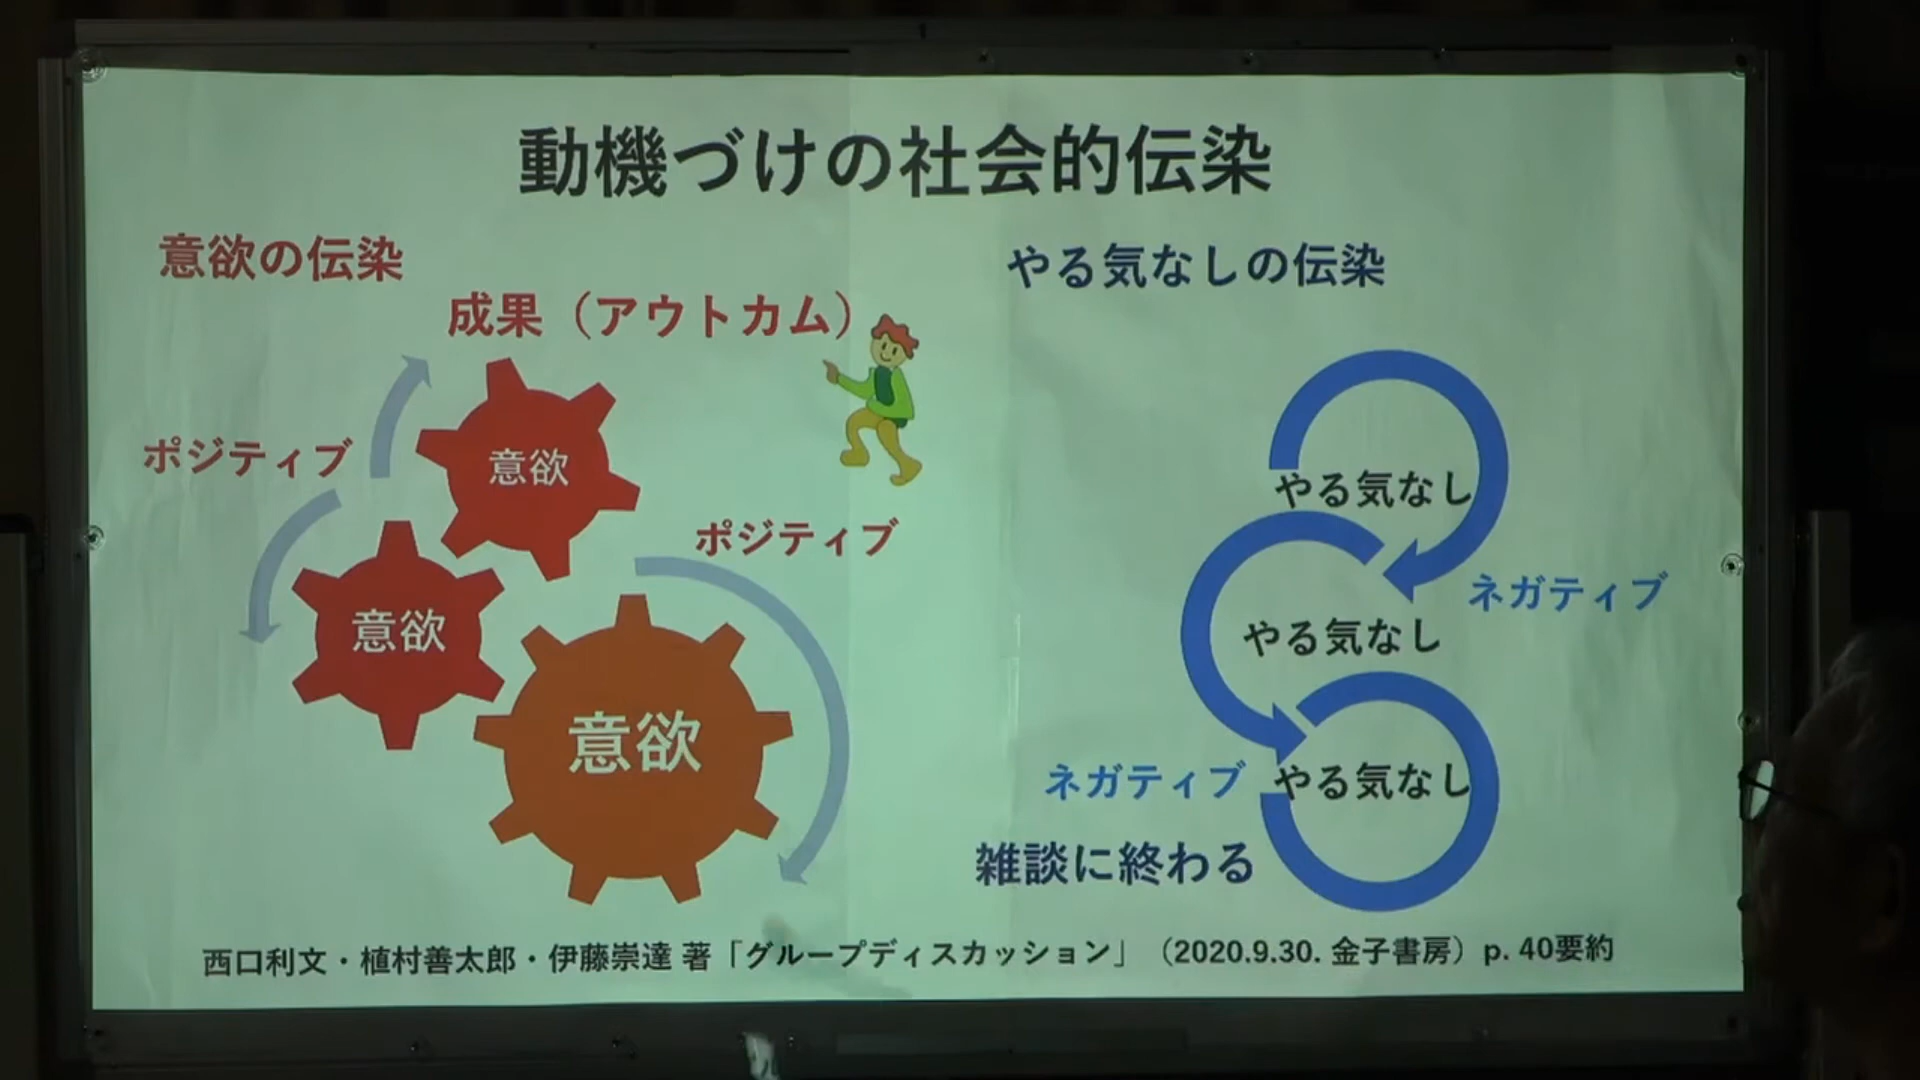 動機づけの社会的伝染
意欲の伝染
成果（アウトカム）
ポジティブ
意欲
ポジティブ
意欲
意欲
やる気なしの伝染
やる気なし
ネガティブ
やる気なし
ネガティブ
やる気なし
雑談に終わる
西口利文・植村善太郎・伊藤崇達 著「グループディスカッション」（2020.9.30. 金子書房）p. 40要約